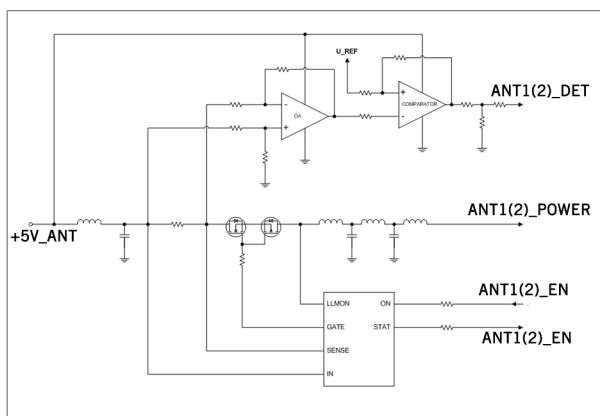 U_REF
ANT1(2)_DET
OA
COMPARATOR
+
-
-
+
+5V_ANT
ANT1(2)_POWER
LLMON
ON
ANT1(2)_EN
GATE
STAT
ANT1(2)_EN
SENSE
IN